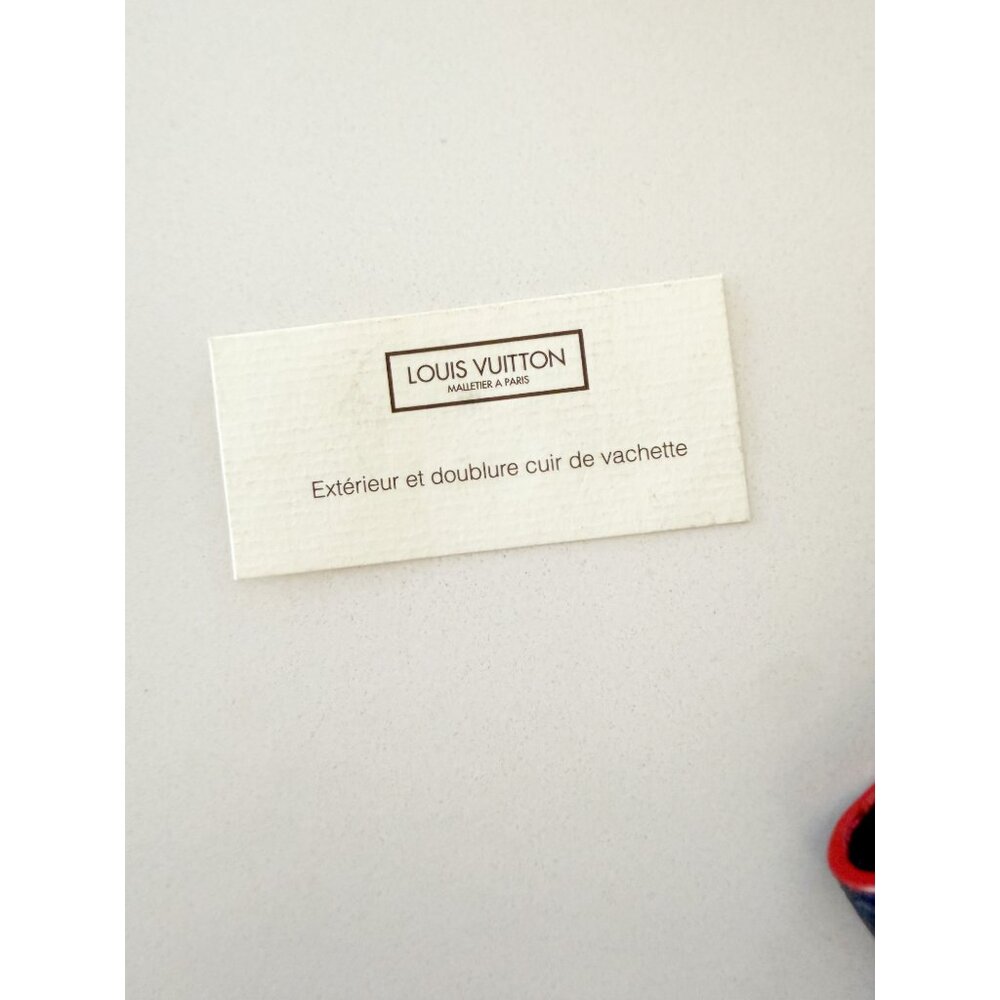 LOUIS VUITTON
MALLETIER A PARIS
Extérieur et doublure cuir de vachette